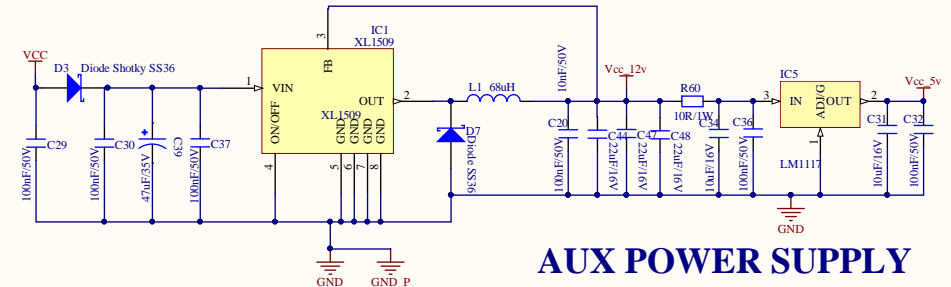 IC1
XL1509
3
FB
VCC
D3
Diode Shotky SS36
1
VIN
OUT
2
XL1509
ON/OFF
GND
GND
GND
GND
4
5
6
7
8
C29
100nF/50V
C30
100nF/50V
C39
47uF/35V
C37
100nF/50V
L1 68uH
D7
Diode SS36
10nF/50V
Vcc_12v
C20
100nF/50V
C44
22uF/16V
C47
22uF/16V
C48
22uF/16V
R60
10R/1W
C34
10uF/16V
C36
100nF/50V
IC5
3
IN
ADJ/G
OUT
2
1
LM1117
Vcc_5v
C31
10uF/16V
C32
100nF/50V
GND
GND
GND_P
AUX POWER SUPPLY